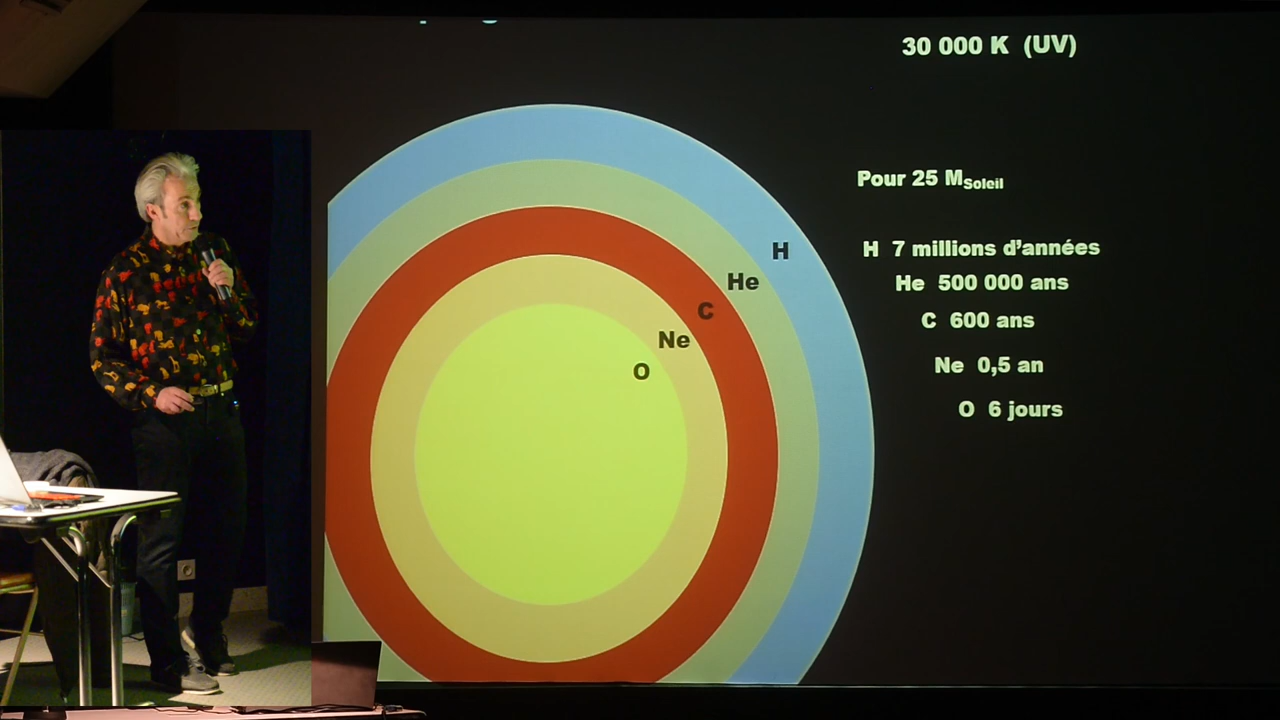 30 000 K (UV)
Pour 25 MSoleil
H 7 millions d’années
He 500 000 ans
C 600 ans
Ne 0,5 an
O 6 jours
H
He
C
Ne
O